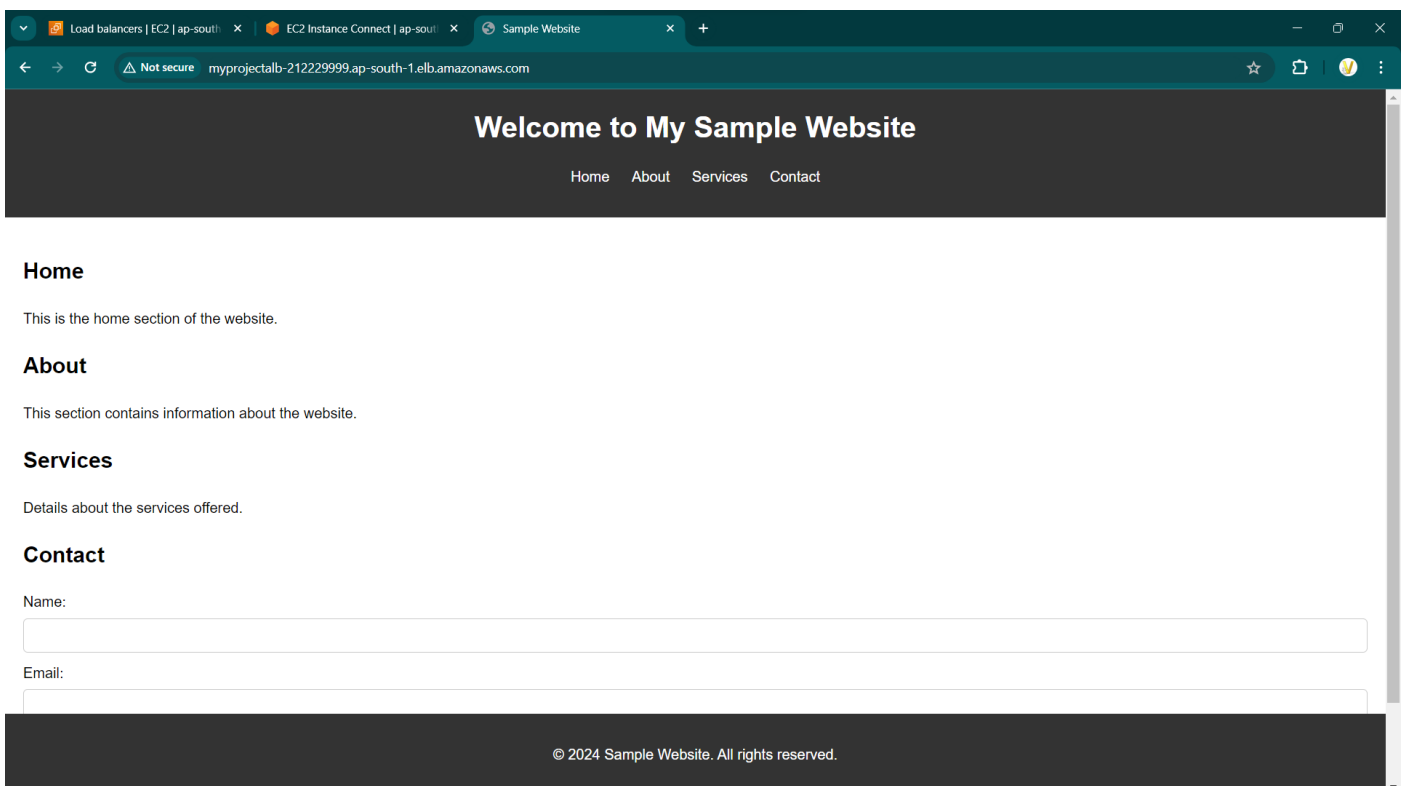 Load balancers | EC2 | ap-south
EC2 Instance Connect | ap-sout
Sample Website
Not secure
myprojectalb-212229999.ap-south-1.elb.amazonaws.com
Welcome to My Sample Website
Home About Services Contact
Home
This is the home section of the website.
About
This section contains information about the website.
Services
Details about the services offered.
Contact
Name:
Email:
© 2024 Sample Website. All rights reserved.